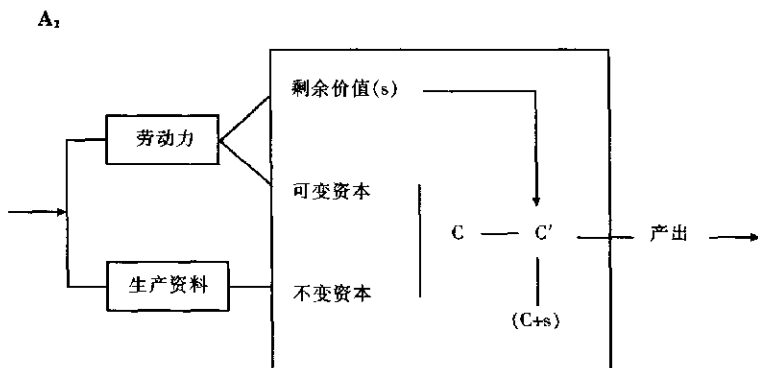 A₂
剩余价值(s)
劳动力
可变资本
C — C′
产出
生产资料
不变资本
(C+s)